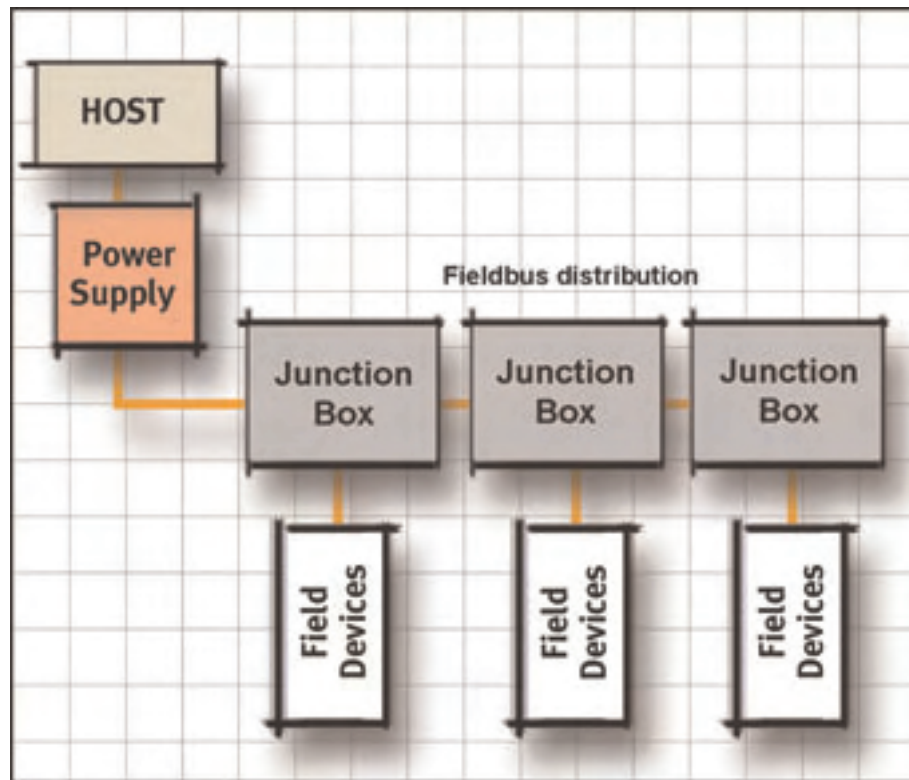 HOST
Power
Supply
Fieldbus distribution
Junction
Box
Junction
Box
Junction
Box
Field
Devices
Field
Devices
Field
Devices